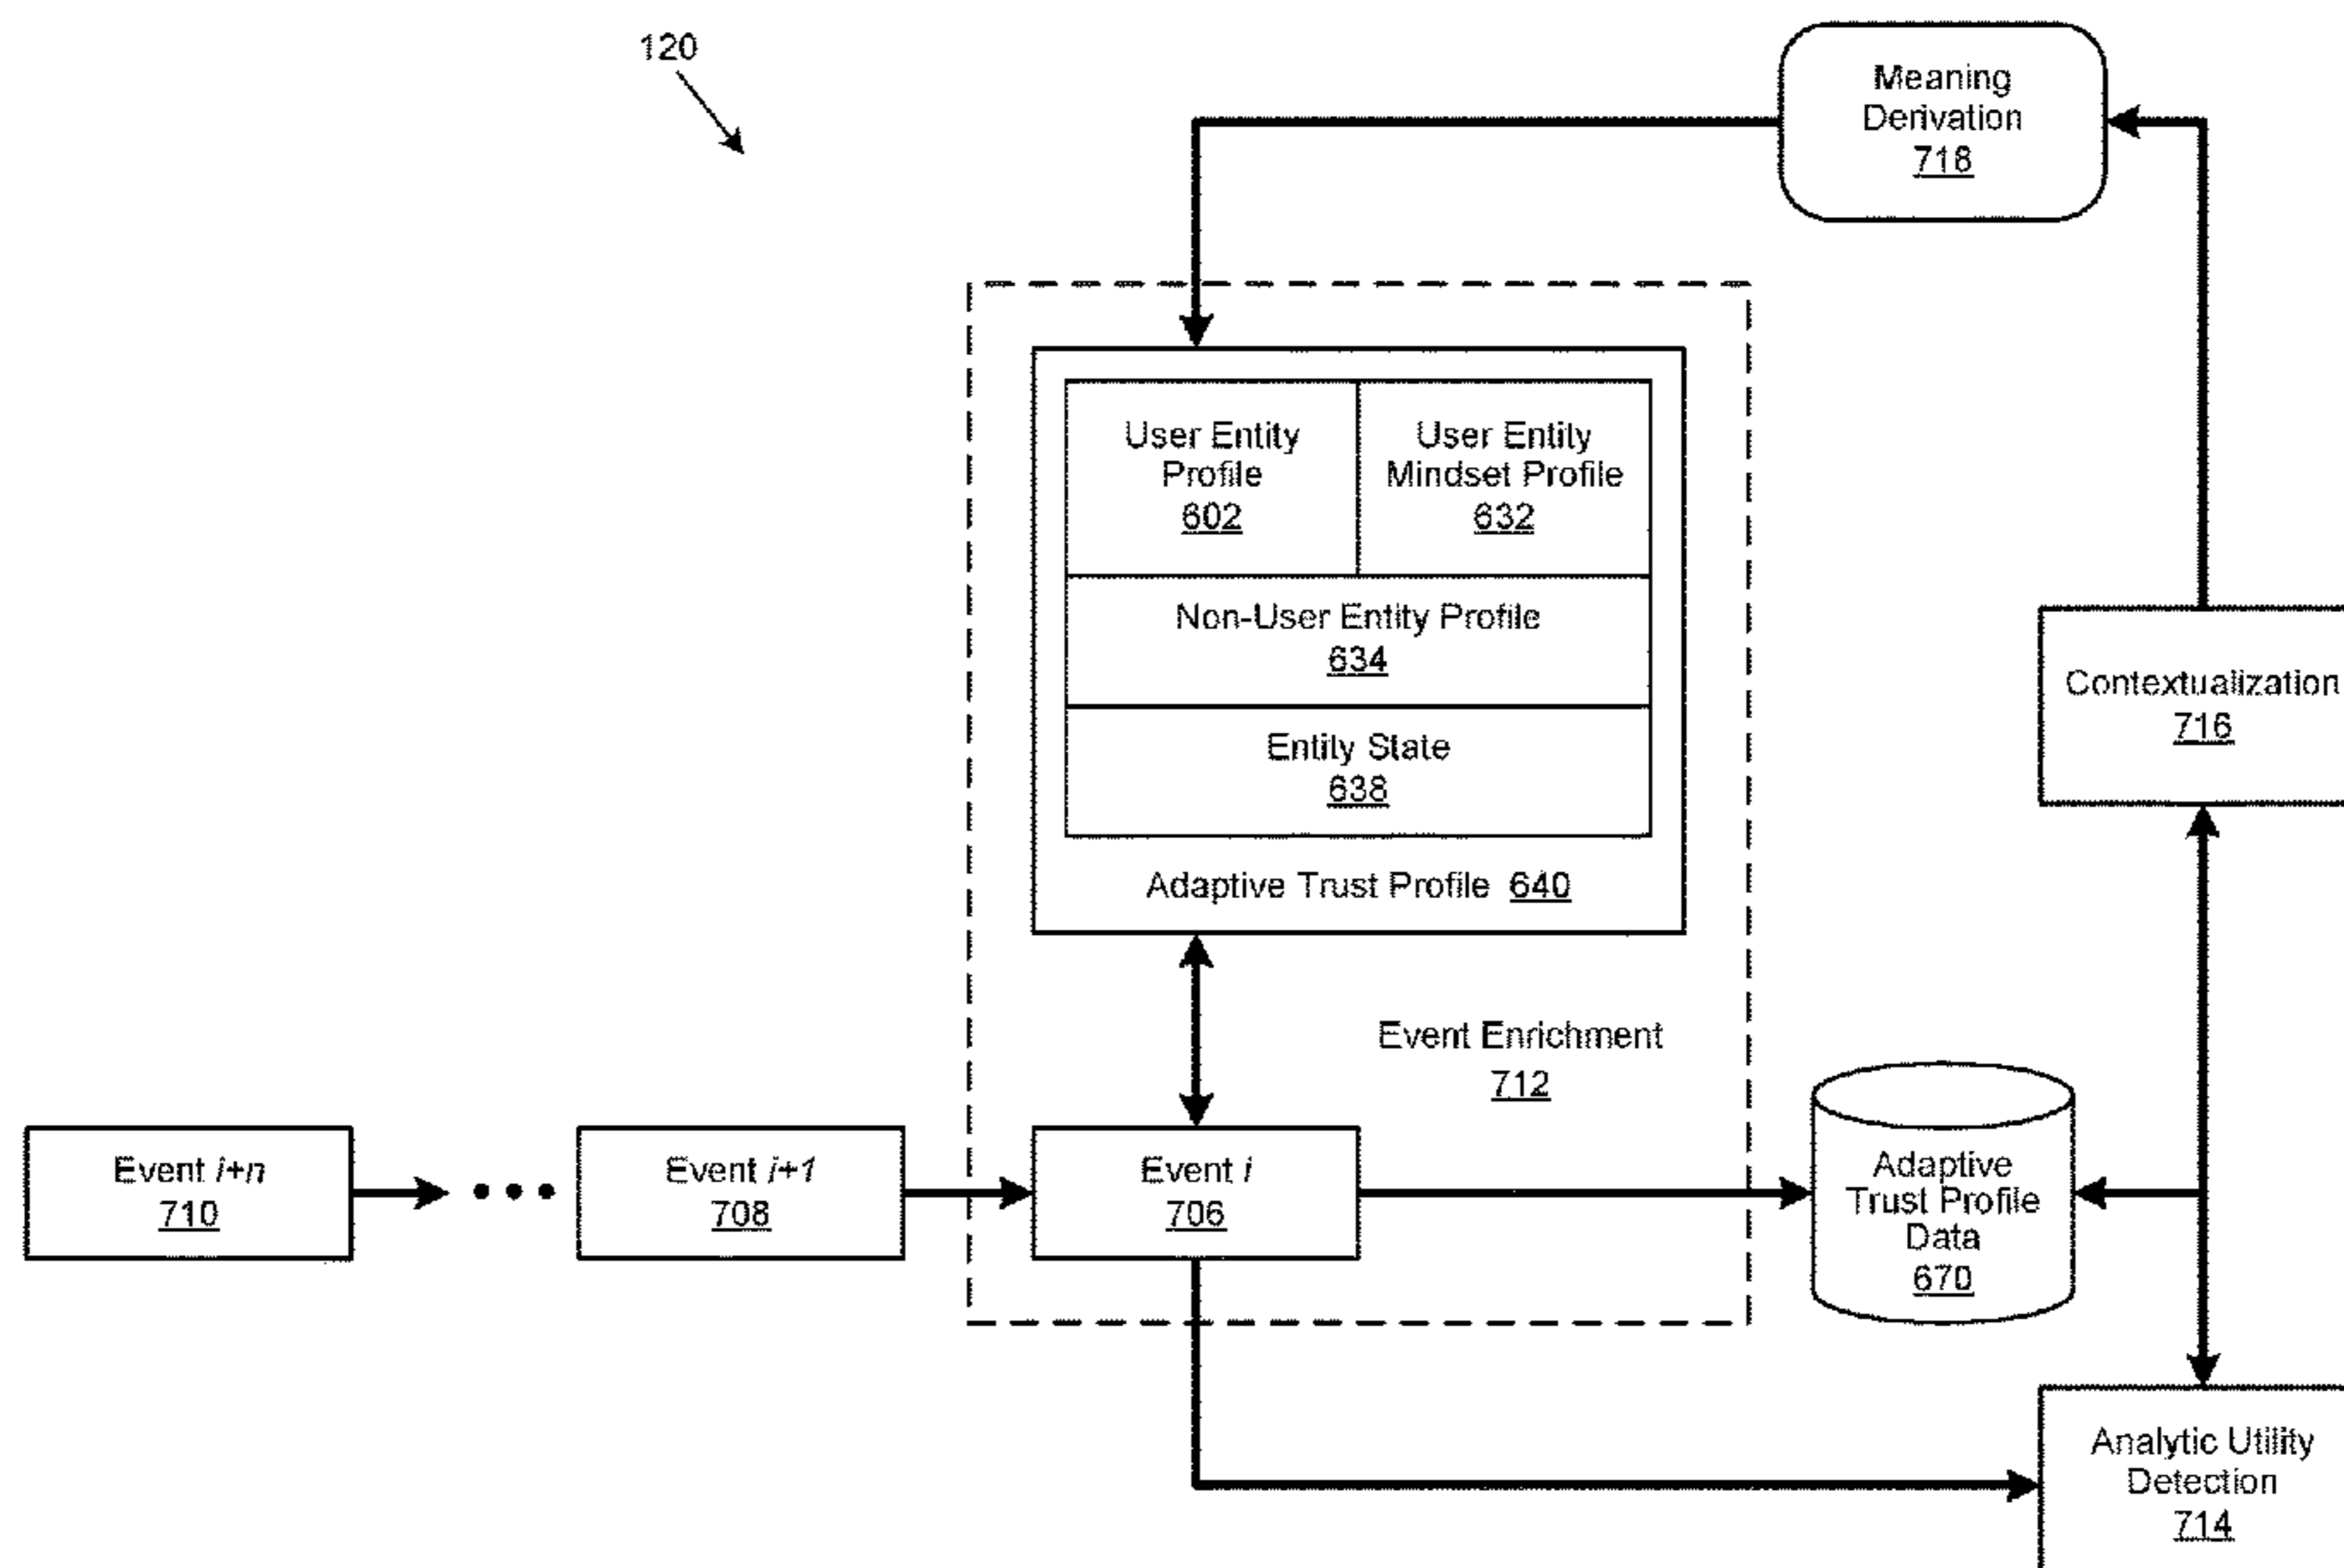 120
Meaning
Derivation
718
User Entity
Profile
602
User Entity
Mindset Profile
632
Non-User Entity Profile
634
Entity State
638
Adaptive Trust Profile 640
Contextualization
716
Event Enrichment
712
Event i+n
710
Event i+1
708
Event i
706
Adaptive
Trust Profile
Data
670
Analytic Utility
Detection
714